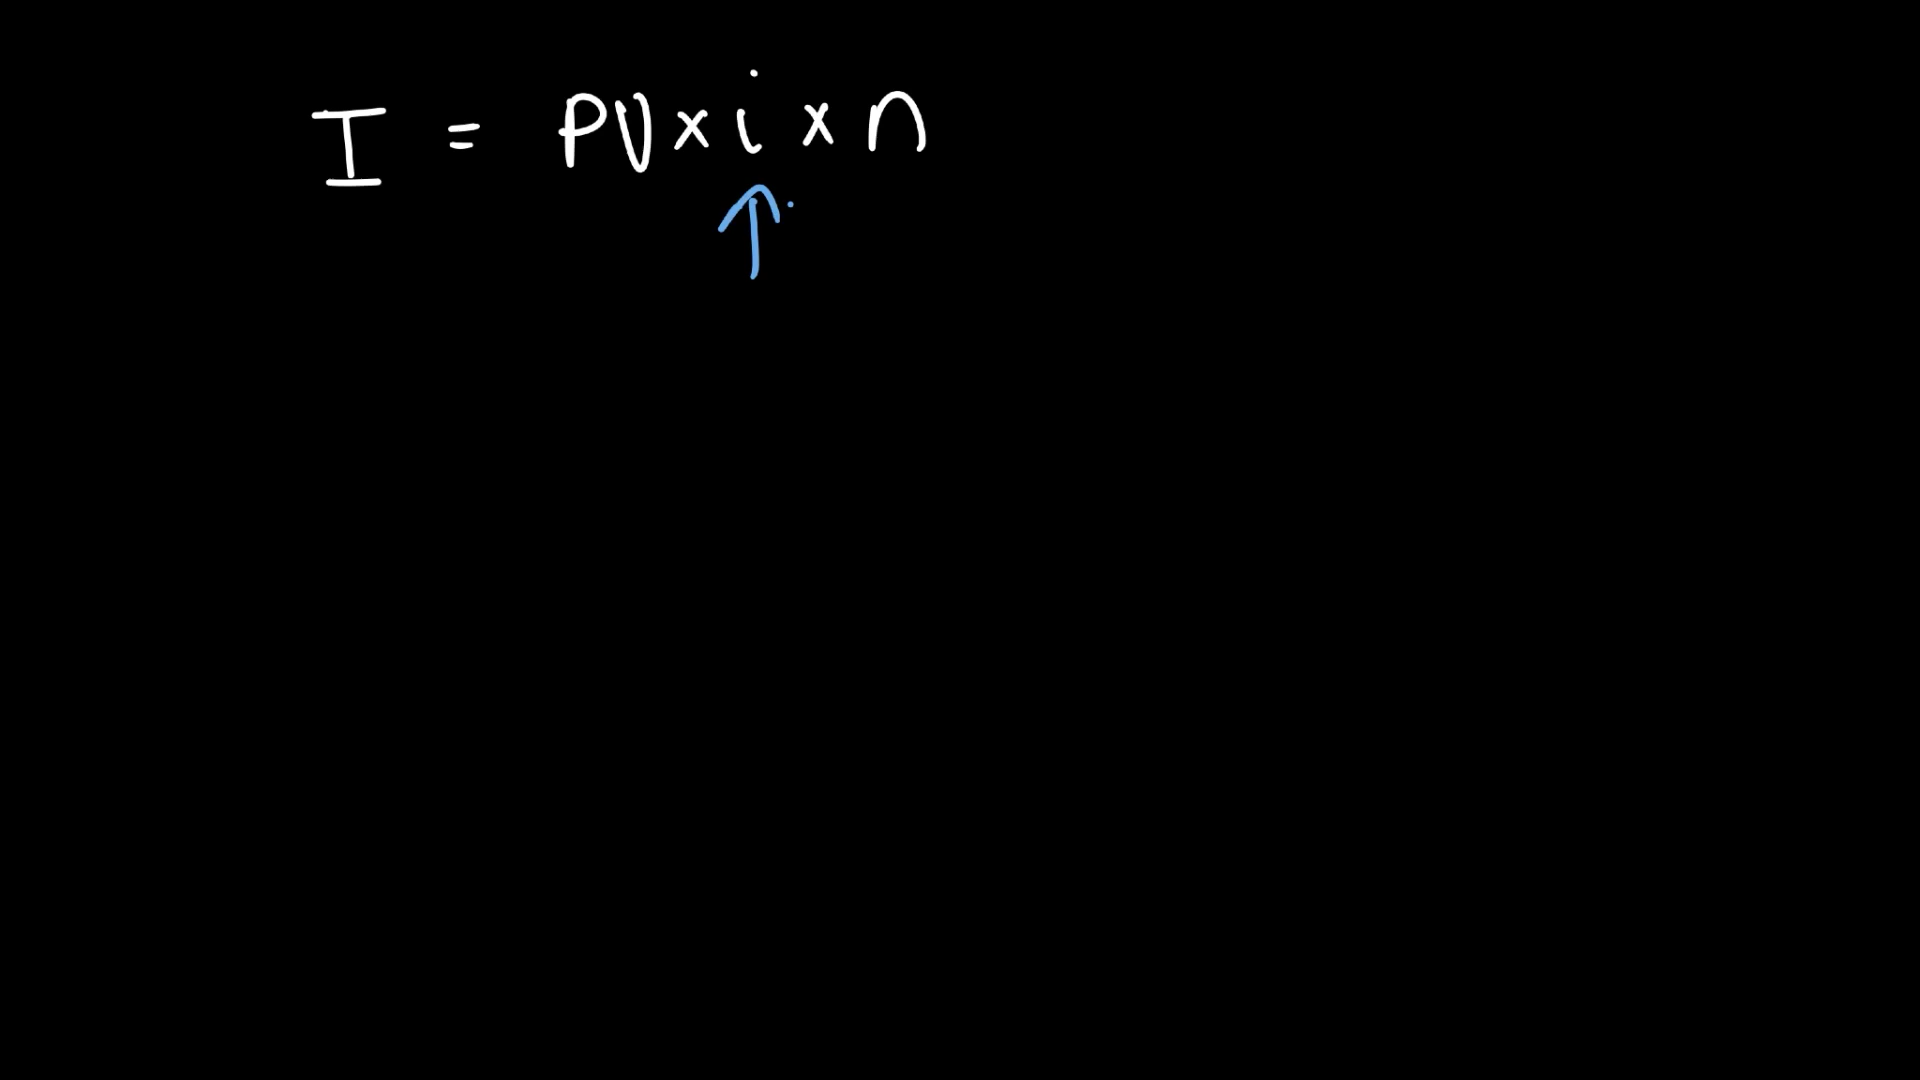 I = PV x i x n